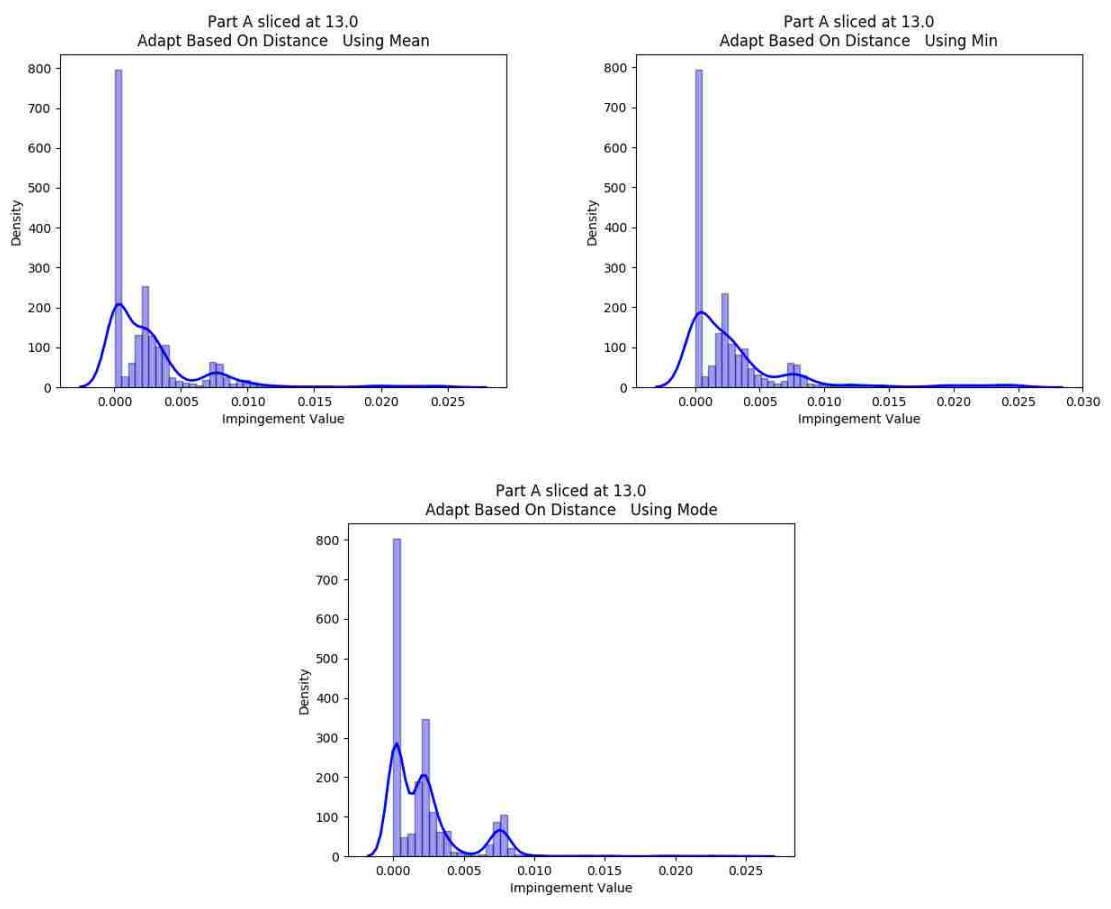 Part A sliced at 13.0
Adapt Based On Distance   Using Mean
800
700
600
500
400
300
200
100
0
Density
0.000 0.005 0.010 0.015 0.020 0.025
Impingement Value
Part A sliced at 13.0
Adapt Based On Distance   Using Min
800
700
600
500
400
300
200
100
0
Density
0.000 0.005 0.010 0.015 0.020 0.025 0.030
Impingement Value
Part A sliced at 13.0
Adapt Based On Distance   Using Mode
800
700
600
500
400
300
200
100
0
Density
0.000 0.005 0.010 0.015 0.020 0.025
Impingement Value